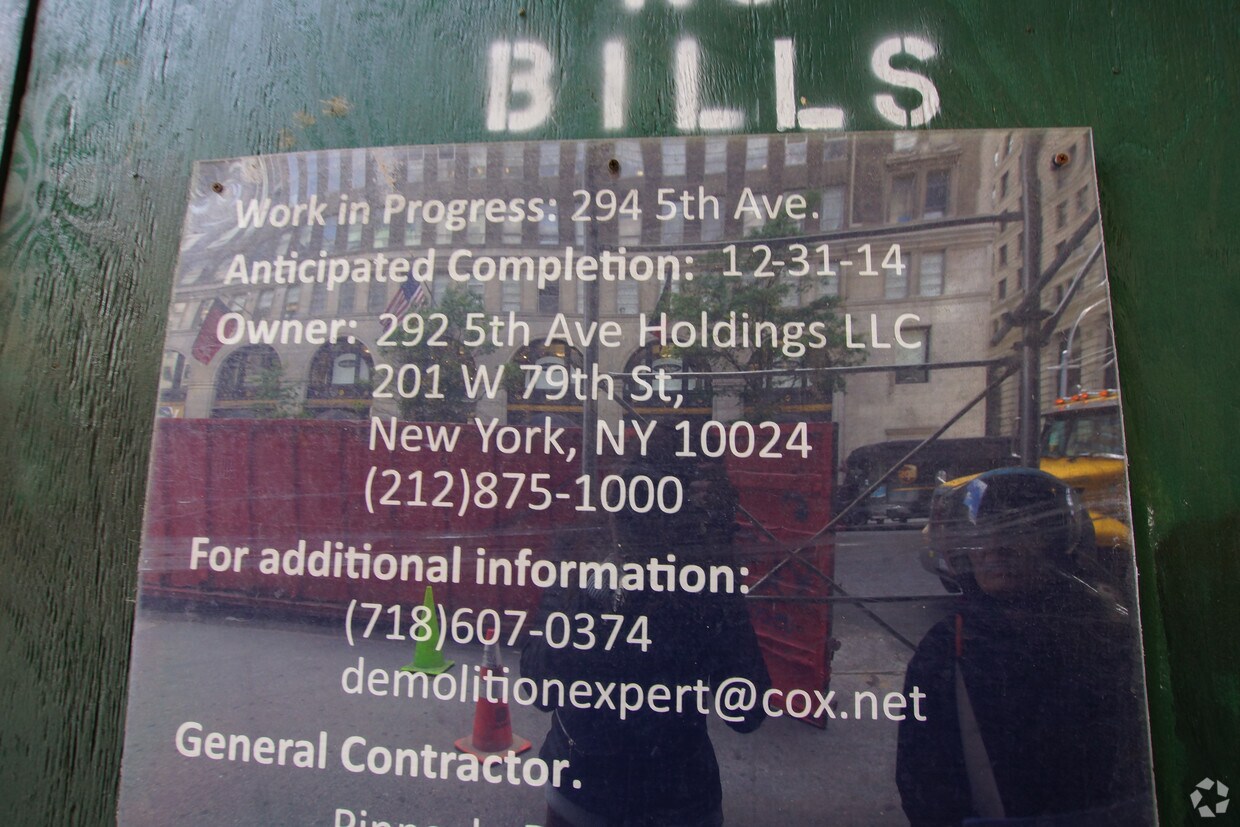 BILLS
Work in Progress: 294 5th Ave.
Anticipated Completion: 12-31-14
Owner: 292 5th Ave Holdings LLC
201 W 79th St,
New York, NY 10024
(212)875-1000
For additional information:
(718)607-0374
demolitionexpert@cox.net
General Contractor.